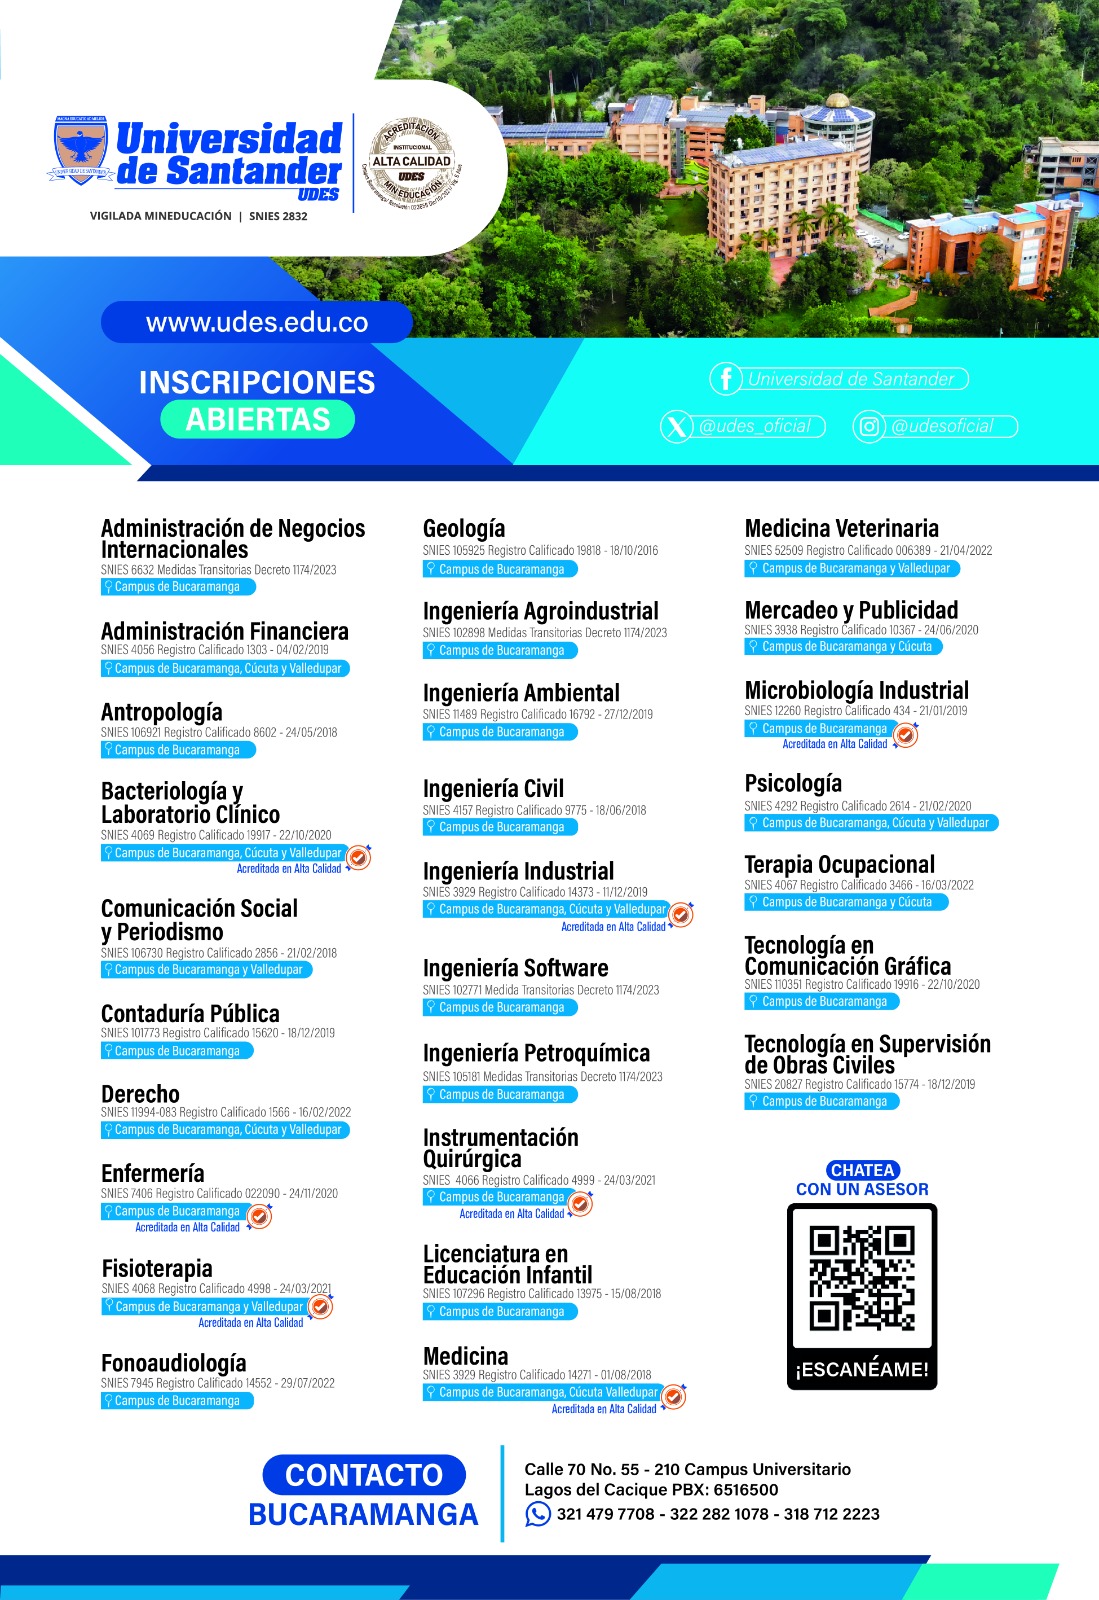 Universidad
de Santander
UDES
VIGILADA MINEDUCACIÓN | SNIES 2832
ACREDITACIÓN
INSTITUCIONAL
ALTA CALIDAD
UDES
MIN EDUCACIÓN
www.udes.edu.co
INSCRIPCIONES
ABIERTAS
Universidad de Santander
@udes_oficial
@udesoficial
Administración de Negocios
Internacionales
SNIES 6632 Medidas Transitorias Decreto 1174/2023
Campus de Bucaramanga
Administración Financiera
SNIES 4056 Registro Calificado 1303 - 04/02/2019
Campus de Bucaramanga, Cúcuta y Valledupar
Antropología
SNIES 106921 Registro Calificado 8602 - 24/05/2018
Campus de Bucaramanga
Bacteriología y
Laboratorio Clínico
SNIES 4069 Registro Calificado 19917 - 22/10/2020
Campus de Bucaramanga, Cúcuta y Valledupar
Acreditada en Alta Calidad
Comunicación Social
y Periodismo
SNIES 106730 Registro Calificado 2856 - 21/02/2018
Campus de Bucaramanga y Valledupar
Contaduría Pública
SNIES 101773 Registro Calificado 15620 - 18/12/2019
Campus de Bucaramanga
Derecho
SNIES 11994-083 Registro Calificado 1566 - 16/02/2022
Campus de Bucaramanga, Cúcuta y Valledupar
Enfermería
SNIES 7406 Registro Calificado 022090 - 24/11/2020
Campus de Bucaramanga
Acreditada en Alta Calidad
Fisioterapia
SNIES 4068 Registro Calificado 4998 - 24/03/2021
Campus de Bucaramanga y Valledupar
Acreditada en Alta Calidad
Fonoaudiología
SNIES 7945 Registro Calificado 14552 - 29/07/2022
Campus de Bucaramanga
Geología
SNIES 105925 Registro Calificado 19818 - 18/10/2016
Campus de Bucaramanga
Ingeniería Agroindustrial
SNIES 102898 Medidas Transitorias Decreto 1174/2023
Campus de Bucaramanga
Ingeniería Ambiental
SNIES 11489 Registro Calificado 16792 - 27/12/2019
Campus de Bucaramanga
Ingeniería Civil
SNIES 4157 Registro Calificado 9775 - 18/06/2018
Campus de Bucaramanga
Ingeniería Industrial
SNIES 3929 Registro Calificado 14373 - 11/12/2019
Campus de Bucaramanga, Cúcuta y Valledupar
Acreditada en Alta Calidad
Ingeniería Software
SNIES 102771 Medida Transitorias Decreto 1174/2023
Campus de Bucaramanga
Ingeniería Petroquímica
SNIES 105181 Medidas Transitorias Decreto 1174/2023
Campus de Bucaramanga
Instrumentación
Quirúrgica
SNIES 4066 Registro Calificado 4999 - 24/03/2021
Campus de Bucaramanga
Acreditada en Alta Calidad
Licenciatura en
Educación Infantil
SNIES 107296 Registro Calificado 13975 - 15/08/2018
Campus de Bucaramanga
Medicina
SNIES 3929 Registro Calificado 14271 - 01/08/2018
Campus de Bucaramanga, Cúcuta Valledupar
Acreditada en Alta Calidad
Medicina Veterinaria
SNIES 52509 Registro Calificado 006389 - 21/04/2022
Campus de Bucaramanga y Valledupar
Mercadeo y Publicidad
SNIES 3938 Registro Calificado 10367 - 24/06/2020
Campus de Bucaramanga y Cúcuta
Microbiología Industrial
SNIES 12260 Registro Calificado 434 - 21/01/2019
Campus de Bucaramanga
Acreditada en Alta Calidad
Psicología
SNIES 4292 Registro Calificado 2614 - 21/02/2020
Campus de Bucaramanga, Cúcuta y Valledupar
Terapia Ocupacional
SNIES 4067 Registro Calificado 3466 - 16/03/2022
Campus de Bucaramanga y Cúcuta
Tecnología en
Comunicación Gráfica
SNIES 110351 Registro Calificado 19916 - 22/10/2020
Campus de Bucaramanga
Tecnología en Supervisión
de Obras Civiles
SNIES 20827 Registro Calificado 15774 - 18/12/2019
Campus de Bucaramanga
CHATEA
CON UN ASESOR
¡ESCANÉAME!
CONTACTO
BUCARAMANGA
Calle 70 No. 55 - 210 Campus Universitario
Lagos del Cacique PBX: 6516500
321 479 7708 - 322 282 1078 - 318 712 2223